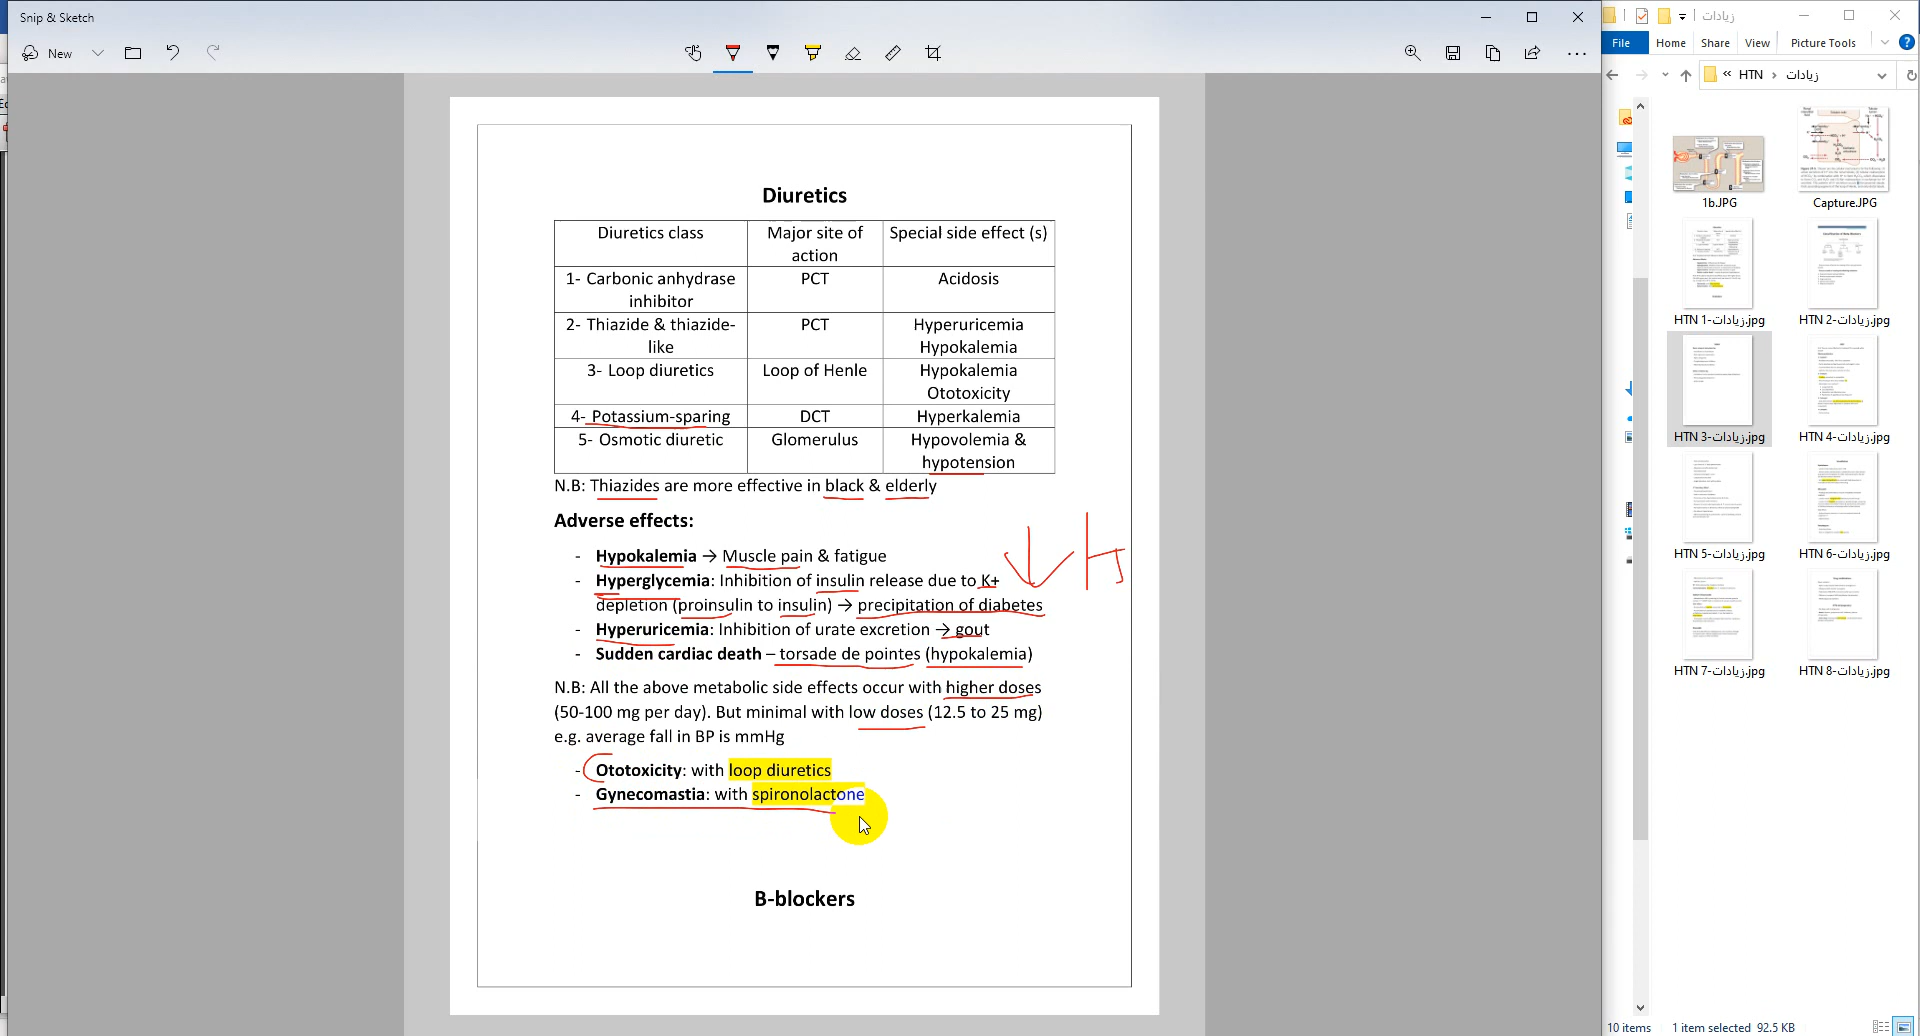 Snip & Sketch
New
Diuretics
Diuretics class
Major site of action
Special side effect (s)
1- Carbonic anhydrase inhibitor
PCT
Acidosis
2- Thiazide & thiazide-like
PCT
Hyperuricemia
Hypokalemia
3- Loop diuretics
Loop of Henle
Hypokalemia
Ototoxicity
4- Potassium-sparing
DCT
Hyperkalemia
5- Osmotic diuretic
Glomerulus
Hypovolemia & hypotension
N.B: Thiazides are more effective in black & elderly
Adverse effects:
- Hypokalemia → Muscle pain & fatigue
- Hyperglycemia: Inhibition of insulin release due to K+
depletion (proinsulin to insulin) → precipitation of diabetes
- Hyperuricemia: Inhibition of urate excretion → gout
- Sudden cardiac death – torsade de pointes (hypokalemia)
N.B: All the above metabolic side effects occur with higher doses
(50-100 mg per day). But minimal with low doses (12.5 to 25 mg)
e.g. average fall in BP is mmHg
- Ototoxicity: with loop diuretics
- Gynecomastia: with spironolactone
B-blockers
زيادات
File Home Share View Picture Tools
« HTN › زيادات
1b.JPG
Capture.JPG
HTN زيادات-1.jpg
HTN زيادات-2.jpg
HTN زيادات-3.jpg
HTN زيادات-4.jpg
HTN زيادات-5.jpg
HTN زيادات-6.jpg
HTN زيادات-7.jpg
HTN زيادات-8.jpg
10 items 1 item selected 92.5 KB